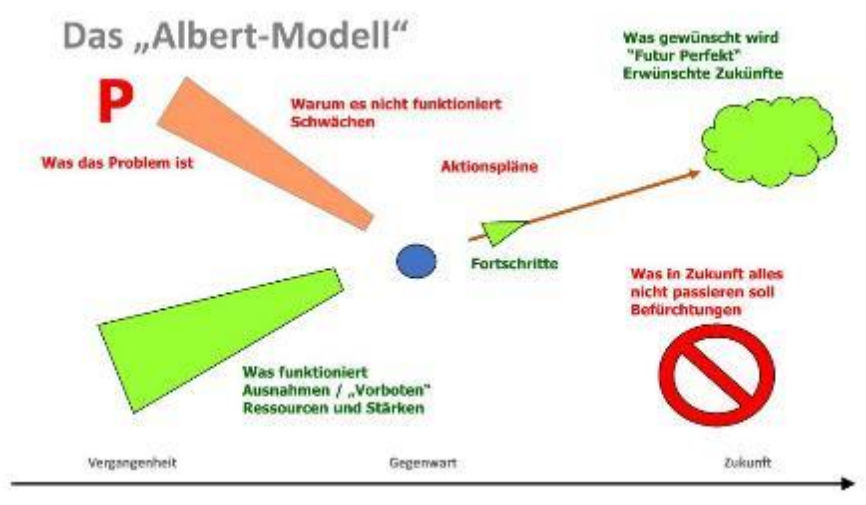 Das „Albert-Modell“
P
Was das Problem ist
Warum es nicht funktioniert
Schwächen
Aktionspläne
Was gewünscht wird
"Futur Perfekt"
Erwünschte Zukünfte
Fortschritte
Was in Zukunft alles
nicht passieren soll
Befürchtungen
Was funktioniert
Ausnahmen / „Vorboten“
Ressourcen und Stärken
Vergangenheit
Gegenwart
Zukunft